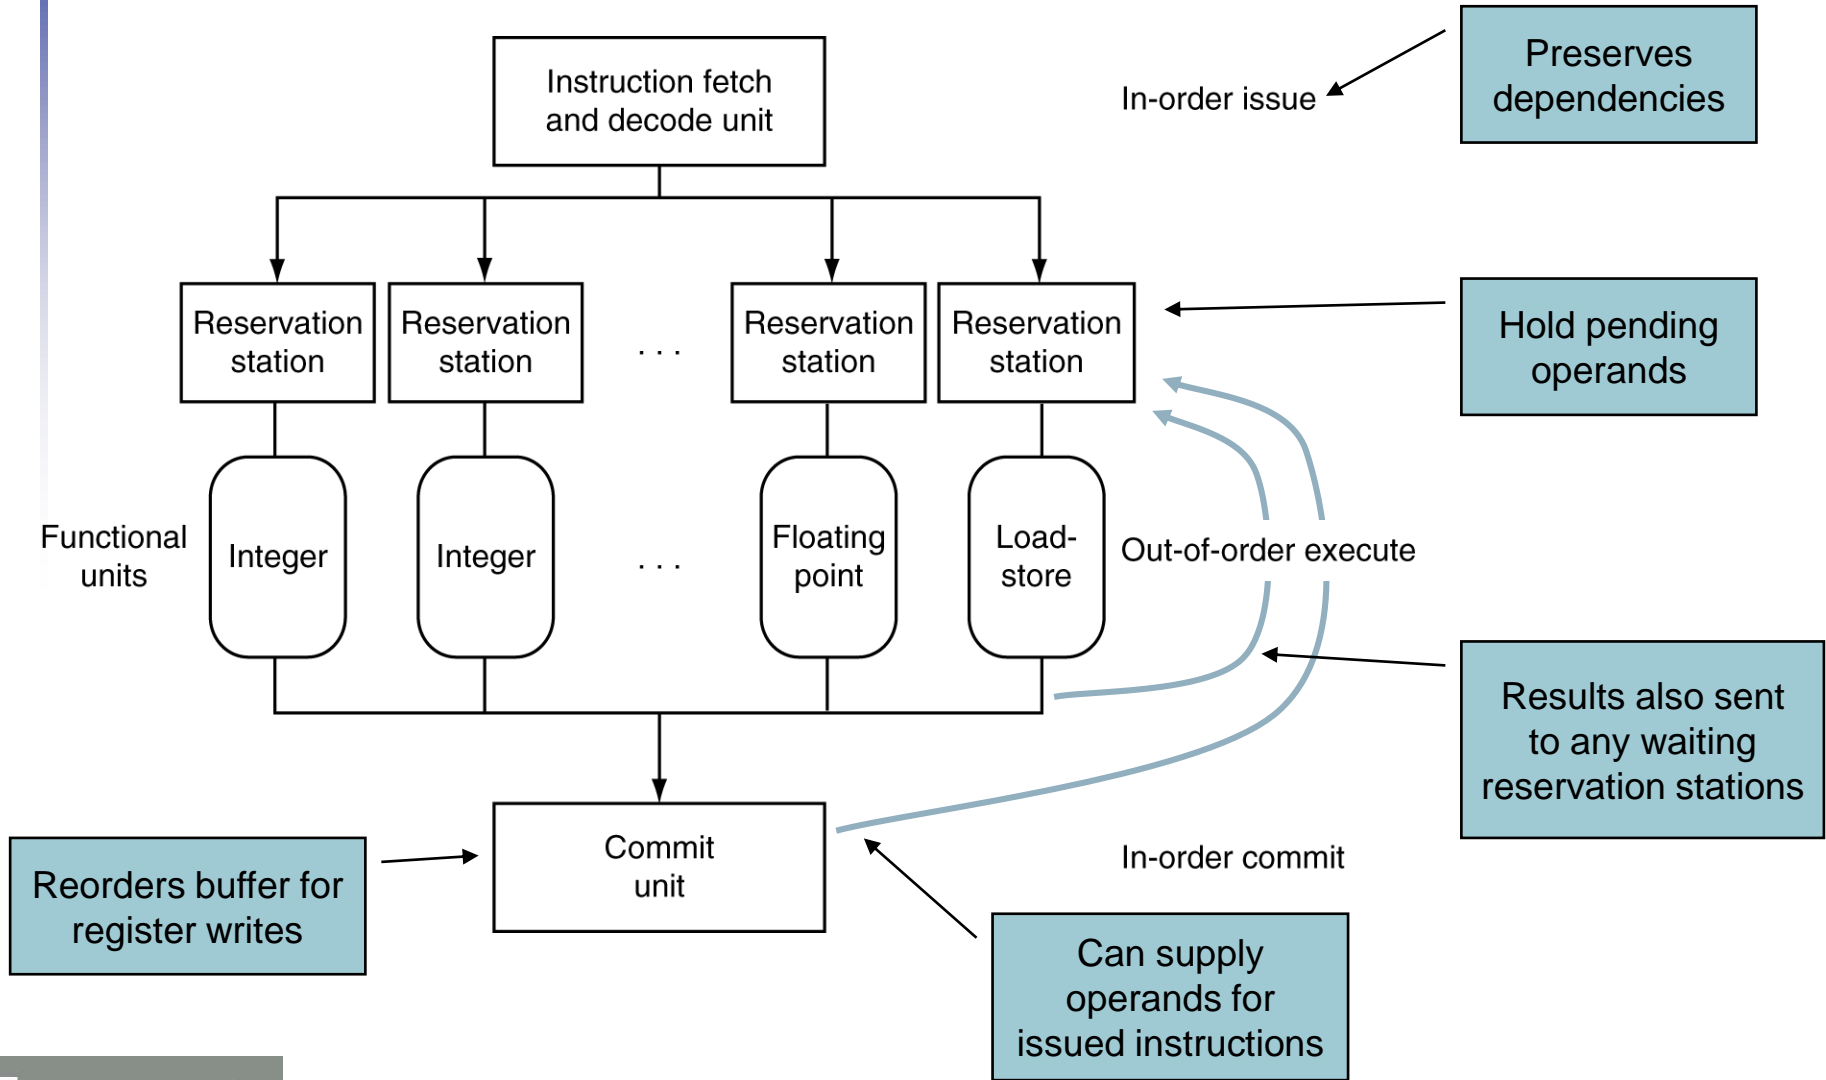 Instruction fetch
and decode unit
In-order issue
Preserves
dependencies
Reservation
station
Reservation
station
. . .
Reservation
station
Reservation
station
Hold pending
operands
Functional
units
Integer
Integer
. . .
Floating
point
Load-
store
Out-of-order execute
Results also sent
to any waiting
reservation stations
Commit
unit
In-order commit
Reorders buffer for
register writes
Can supply
operands for
issued instructions